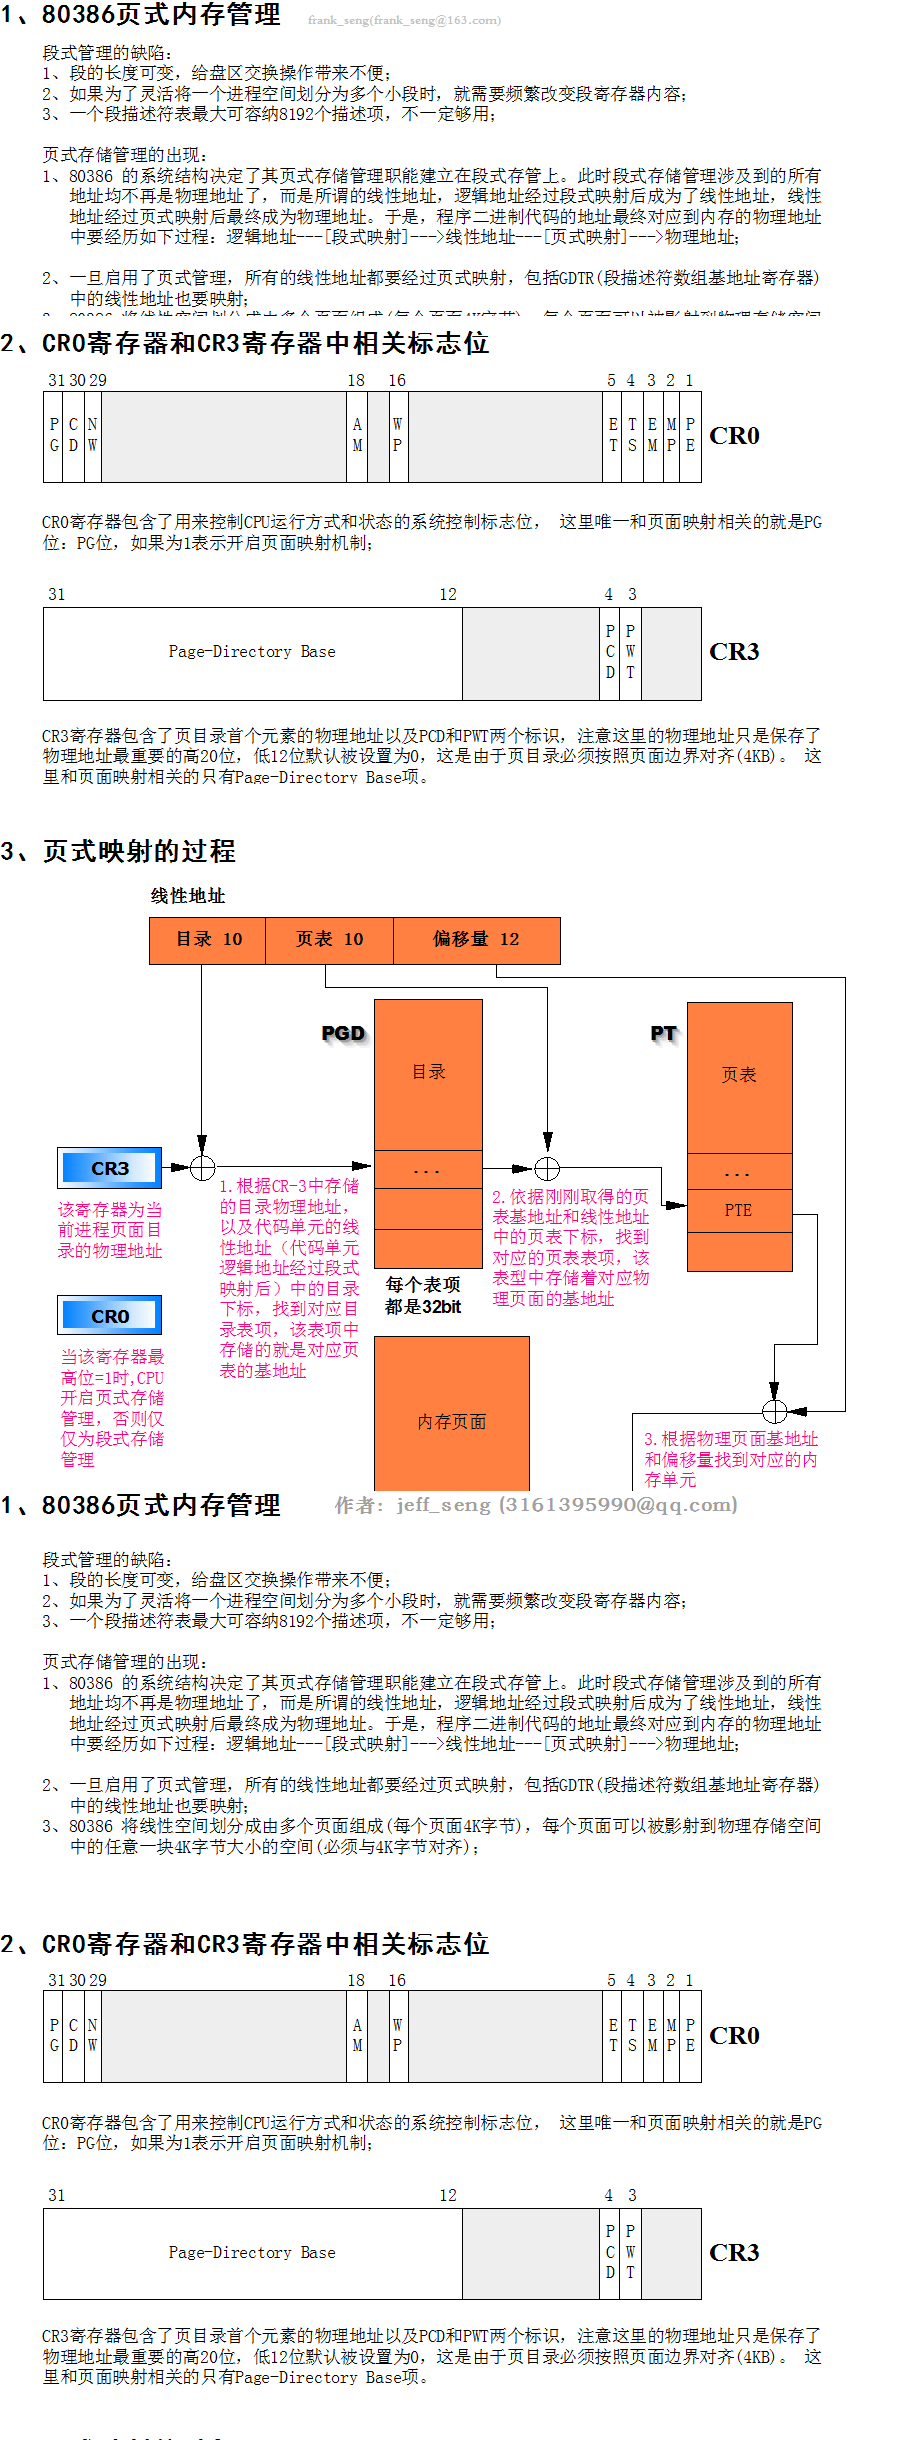 1、80386页式内存管理 frank_seng(frank_seng@163.com)
段式管理的缺陷：
1、段的长度可变，给盘区交换操作带来不便；
2、如果为了灵活将一个进程空间划分为多个小段时，就需要频繁改变段寄存器内容；
3、一个段描述符表最大可容纳8192个描述项，不一定够用；
页式存储管理的出现：
1、80386 的系统结构决定了其页式存储管理职能建立在段式存管上。此时段式存储管理涉及到的所有
地址均不再是物理地址了，而是所谓的线性地址，逻辑地址经过段式映射后成为了线性地址，线性
地址经过页式映射后最终成为物理地址。于是，程序二进制代码的地址最终对应到内存的物理地址
中要经历如下过程：逻辑地址---[段式映射]--->线性地址---[页式映射]--->物理地址；
2、一旦启用了页式管理，所有的线性地址都要经过页式映射，包括GDTR(段描述符数组基地址寄存器)
中的线性地址也要映射；
2、CR0寄存器和CR3寄存器中相关标志位
31 30 29 18 16 5 4 3 2 1
PG CD NW AM WP ET TS EM MP PE CR0
CR0寄存器包含了用来控制CPU运行方式和状态的系统控制标志位， 这里唯一和页面映射相关的就是PG
位：PG位，如果为1表示开启页面映射机制；
31 12 4 3
Page-Directory Base PCD PWT CR3
CR3寄存器包含了页目录首个元素的物理地址以及PCD和PWT两个标识，注意这里的物理地址只是保存了
物理地址最重要的高20位，低12位默认被设置为0，这是由于页目录必须按照页面边界对齐(4KB)。 这
里和页面映射相关的只有Page-Directory Base项。
3、页式映射的过程
线性地址
目录 10 页表 10 偏移量 12
PGD
目录
...
PT
页表
...
PTE
CR3
该寄存器为当
前进程页面目
录的物理地址
1.根据CR-3中存储
的目录物理地址，
以及代码单元的线
性地址（代码单元
逻辑地址经过段式
映射后）中的目录
下标，找到对应目
录表项，该表项中
存储的就是对应页
表的基地址
2.依据刚刚取得的页
表基地址和线性地址
中的页表下标，找到
对应的页表表项，该
表型中存储着对应物
理页面的基地址
每个表项
都是32bit
CR0
当该寄存器最
高位=1时,CPU
开启页式存储
管理，否则仅
仅为段式存储
管理
内存页面
3.根据物理页面基地址
和偏移量找到对应的内
存单元
1、80386页式内存管理 作者：jeff_seng (3161395990@qq.com)
段式管理的缺陷：
1、段的长度可变，给盘区交换操作带来不便；
2、如果为了灵活将一个进程空间划分为多个小段时，就需要频繁改变段寄存器内容；
3、一个段描述符表最大可容纳8192个描述项，不一定够用；
页式存储管理的出现：
1、80386 的系统结构决定了其页式存储管理职能建立在段式存管上。此时段式存储管理涉及到的所有
地址均不再是物理地址了，而是所谓的线性地址，逻辑地址经过段式映射后成为了线性地址，线性
地址经过页式映射后最终成为物理地址。于是，程序二进制代码的地址最终对应到内存的物理地址
中要经历如下过程：逻辑地址---[段式映射]--->线性地址---[页式映射]--->物理地址；
2、一旦启用了页式管理，所有的线性地址都要经过页式映射，包括GDTR(段描述符数组基地址寄存器)
中的线性地址也要映射；
3、80386 将线性空间划分成由多个页面组成(每个页面4K字节)，每个页面可以被影射到物理存储空间
中的任意一块4K字节大小的空间(必须与4K字节对齐)；
2、CR0寄存器和CR3寄存器中相关标志位
31 30 29 18 16 5 4 3 2 1
PG CD NW AM WP ET TS EM MP PE CR0
CR0寄存器包含了用来控制CPU运行方式和状态的系统控制标志位， 这里唯一和页面映射相关的就是PG
位：PG位，如果为1表示开启页面映射机制；
31 12 4 3
Page-Directory Base PCD PWT CR3
CR3寄存器包含了页目录首个元素的物理地址以及PCD和PWT两个标识，注意这里的物理地址只是保存了
物理地址最重要的高20位，低12位默认被设置为0，这是由于页目录必须按照页面边界对齐(4KB)。 这
里和页面映射相关的只有Page-Directory Base项。